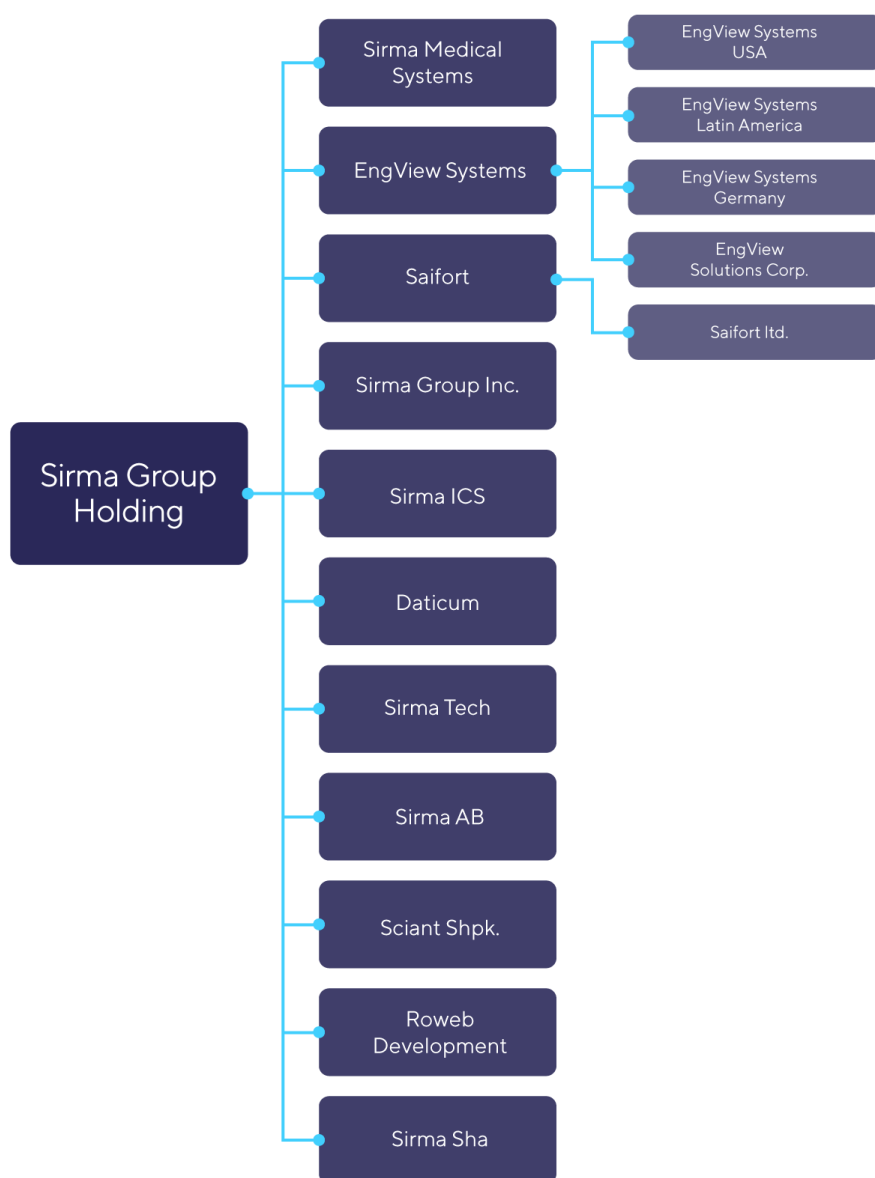 Sirma Group
Holding
Sirma Medical
Systems
EngView Systems
Saifort
Sirma Group Inc.
Sirma ICS
Daticum
Sirma Tech
Sirma AB
Sciant Shpk.
Roweb
Development
Sirma Sha
EngView Systems
USA
EngView Systems
Latin America
EngView Systems
Germany
EngView
Solutions Corp.
Saifort ltd.